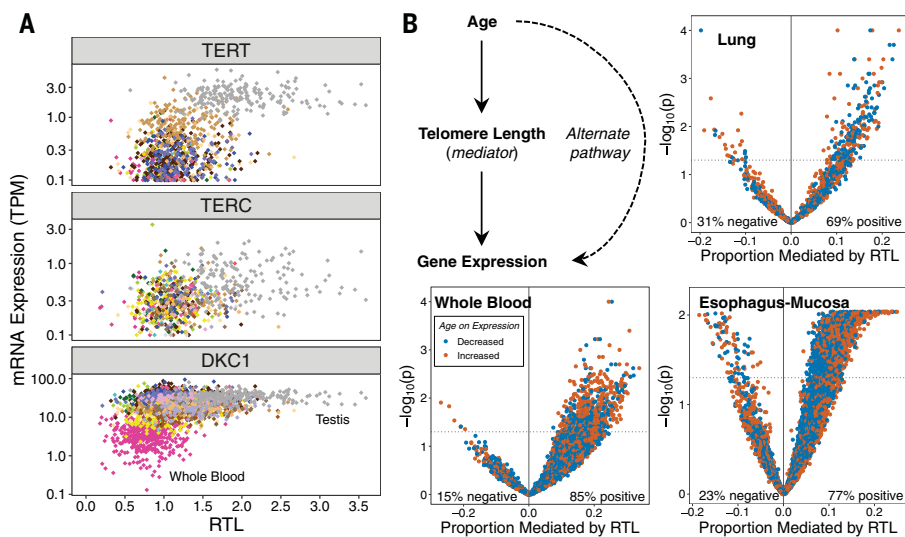 A
TERT
3.0
1.0
0.3
0.1
TERC
3.0
1.0
0.3
0.1
DKC1
100.0
10.0
1.0
0.1
Testis
Whole Blood
0.0 0.5 1.0 1.5 2.0 2.5 3.0 3.5
RTL
mRNA Expression (TPM)
B
Age
Telomere Length
(mediator)
Alternate
pathway
Gene Expression
Lung
4
3
2
1
0
−log10(p)
31% negative 69% positive
−0.2 −0.1 0.0 0.1 0.2
Proportion Mediated by RTL
Whole Blood
Age on Expression
Decreased
Increased
4
3
2
1
0
−log10(p)
15% negative 85% positive
−0.2 0.0 0.2
Proportion Mediated by RTL
Esophagus-Mucosa
2
1
0
−log10(p)
23% negative 77% positive
−0.2 −0.1 0.0 0.1 0.2
Proportion Mediated by RTL